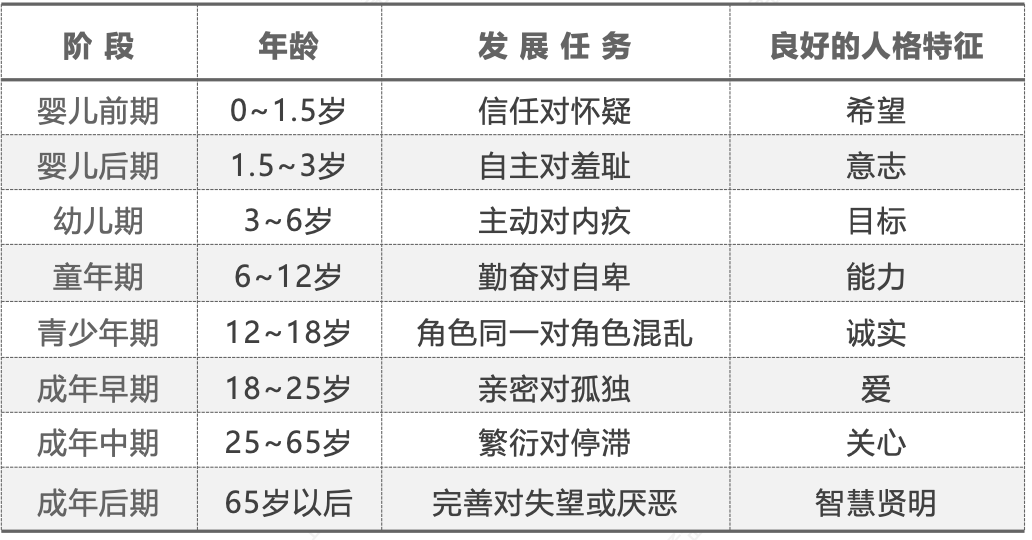 阶 段 年龄 发 展 任 务 良好的人格特征
婴儿前期 0~1.5岁 信任对怀疑 希望
婴儿后期 1.5~3岁 自主对羞耻 意志
幼儿期 3~6岁 主动对内疚 目标
童年期 6~12岁 勤奋对自卑 能力
青少年期 12~18岁 角色同一对角色混乱 诚实
成年早期 18~25岁 亲密对孤独 爱
成年中期 25~65岁 繁衍对停滞 关心
成年后期 65岁以后 完善对失望或厌恶 智慧贤明